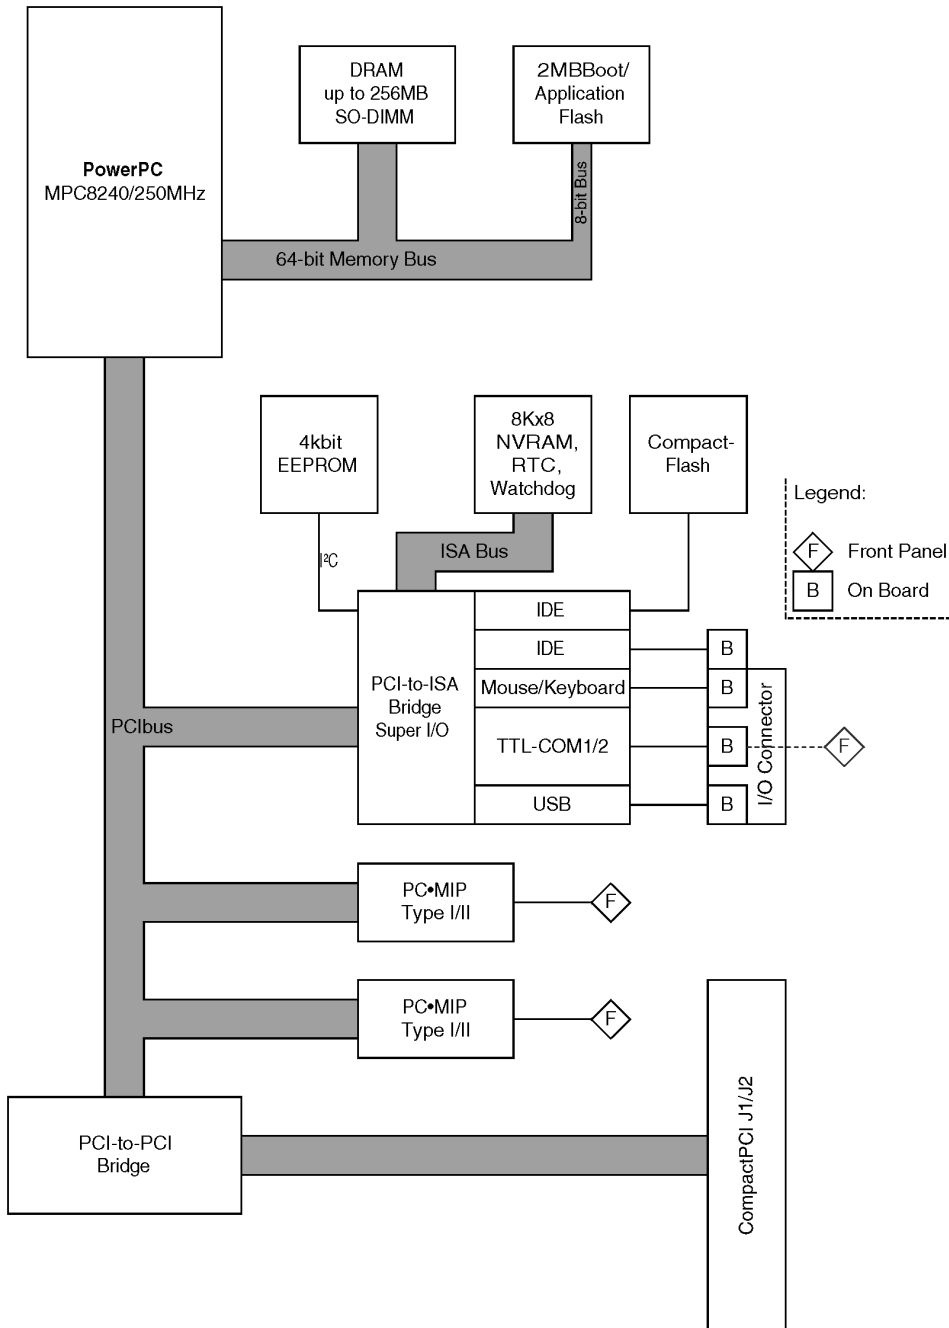 PowerPC
MPC8240/250MHz
DRAM
up to 256MB
SO-DIMM
2MBBoot/
Application
Flash
8-bit Bus
64-bit Memory Bus
4kbit
EEPROM
8Kx8
NVRAM,
RTC,
Watchdog
Compact-
Flash
Legend:
F Front Panel
B On Board
I²C
ISA Bus
PCIbus
PCI-to-ISA
Bridge
Super I/O
IDE
IDE
B
Mouse/Keyboard
B
TTL-COM1/2
B
F
USB
B
I/O Connector
PC•MIP
Type I/II
F
PC•MIP
Type I/II
F
PCI-to-PCI
Bridge
CompactPCI J1/J2